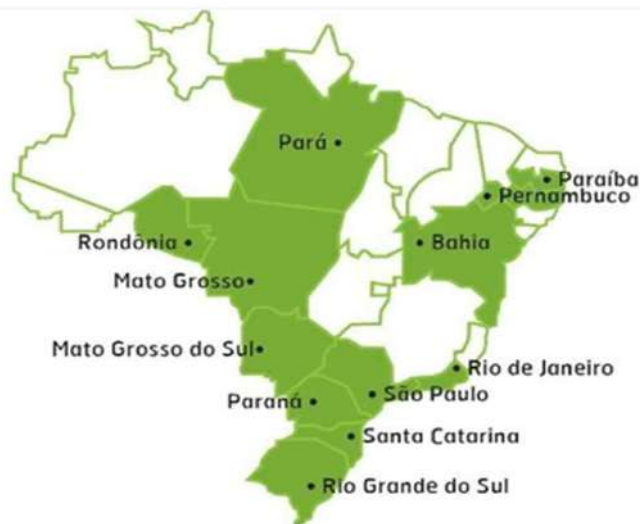 Pará
Paraíba
Pernambuco
Rondônia
Bahia
Mato Grosso
Mato Grosso do Sul
Rio de Janeiro
São Paulo
Paraná
Santa Catarina
Rio Grande do Sul